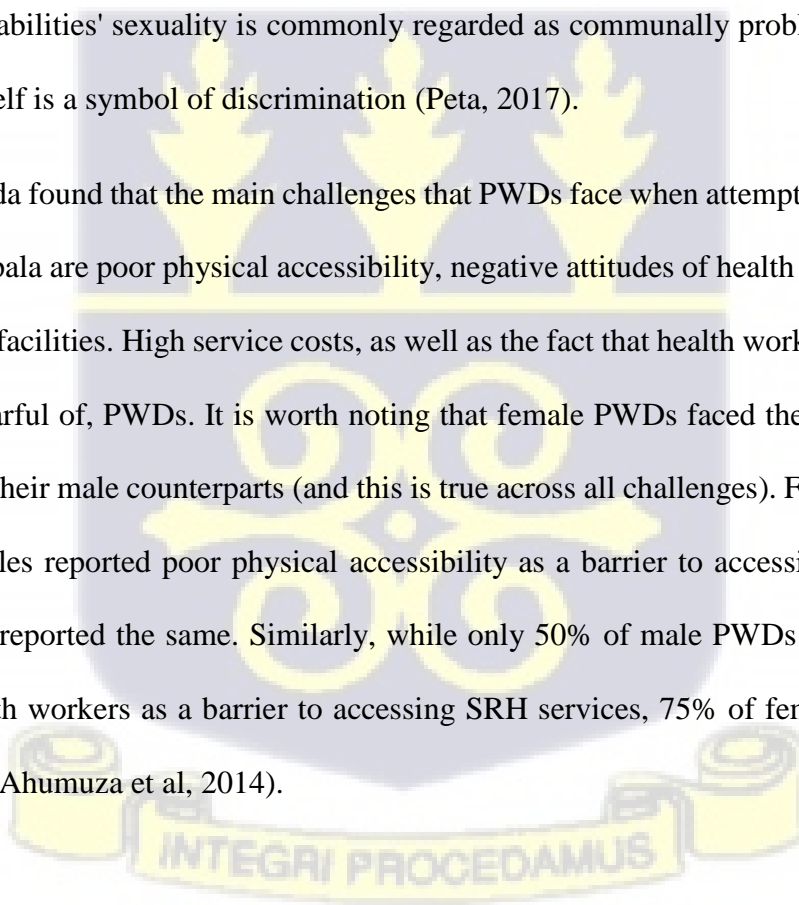 abilities' sexuality is commonly regarded as communally probl
elf is a symbol of discrimination (Peta, 2017).
da found that the main challenges that PWDs face when attempt
pala are poor physical accessibility, negative attitudes of health
facilities. High service costs, as well as the fact that health work
arful of, PWDs. It is worth noting that female PWDs faced the
their male counterparts (and this is true across all challenges). F
les reported poor physical accessibility as a barrier to accessi
reported the same. Similarly, while only 50% of male PWDs
th workers as a barrier to accessing SRH services, 75% of fer
Ahumuza et al, 2014).
INTEGRI PROCEDAMUS